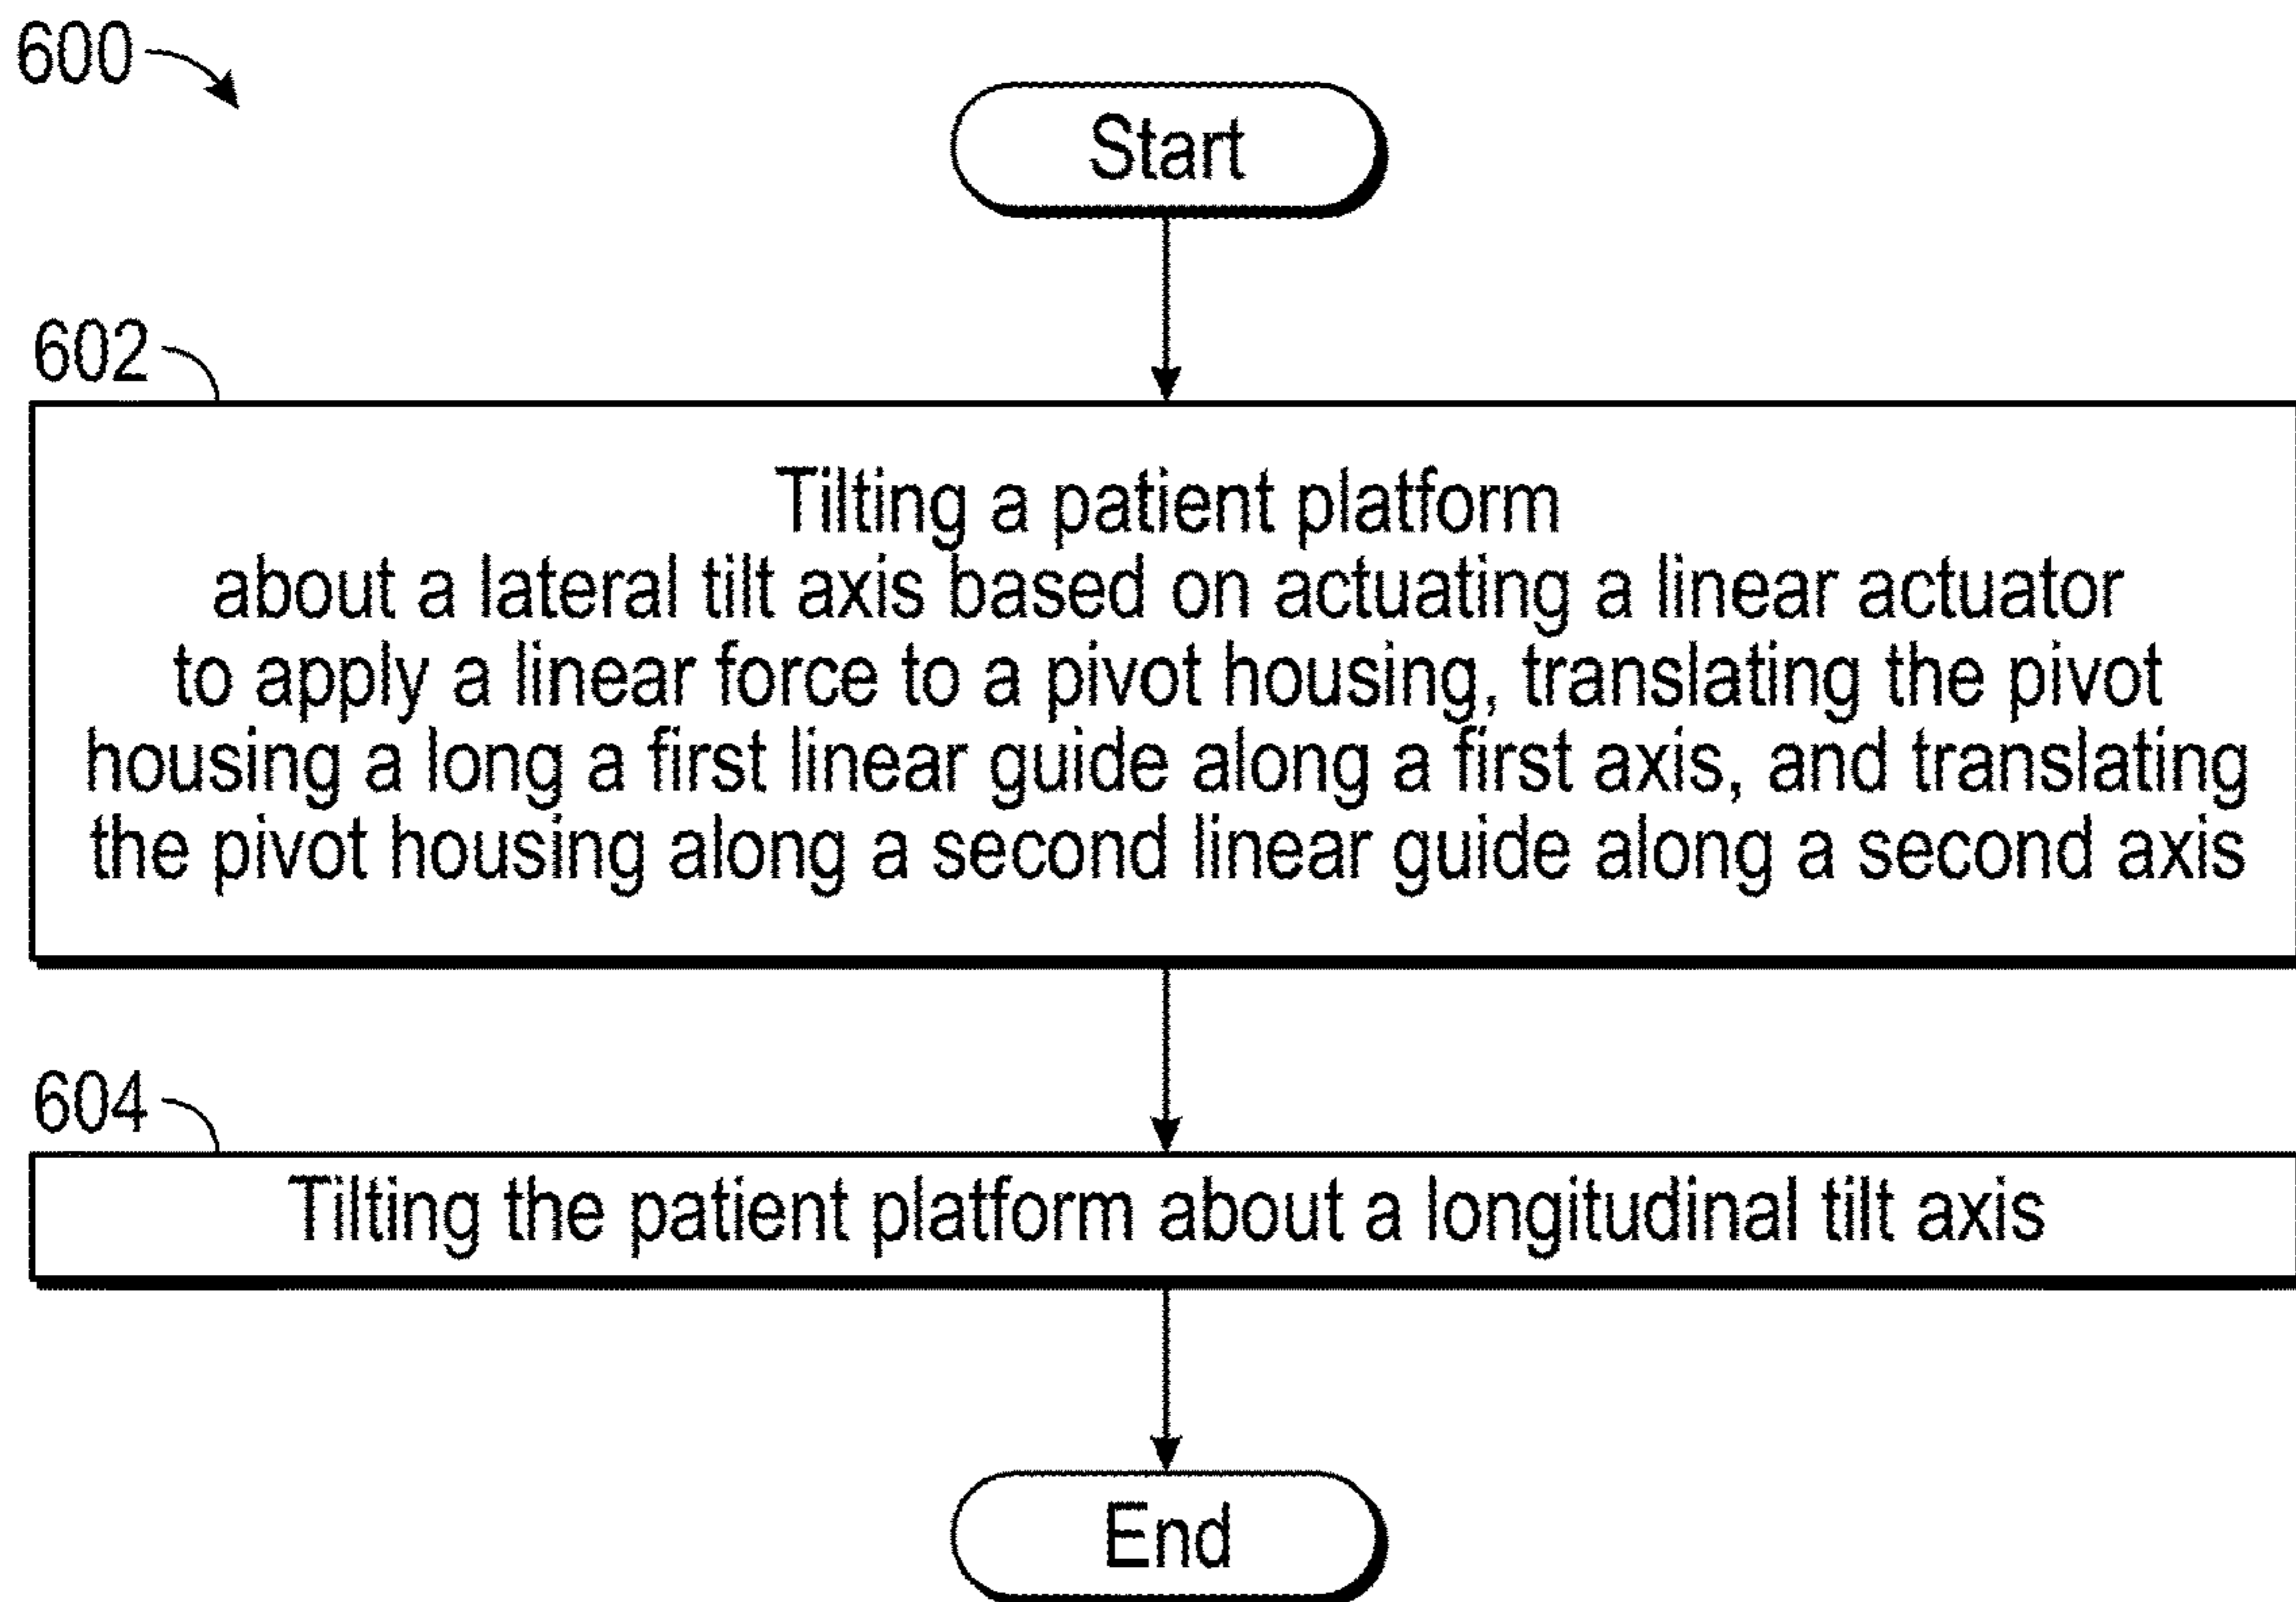 600
Start
602
Tilting a patient platform
about a lateral tilt axis based on actuating a linear actuator
to apply a linear force to a pivot housing, translating the pivot
housing a long a first linear guide along a first axis, and translating
the pivot housing along a second linear guide along a second axis
604
Tilting the patient platform about a longitudinal tilt axis
End